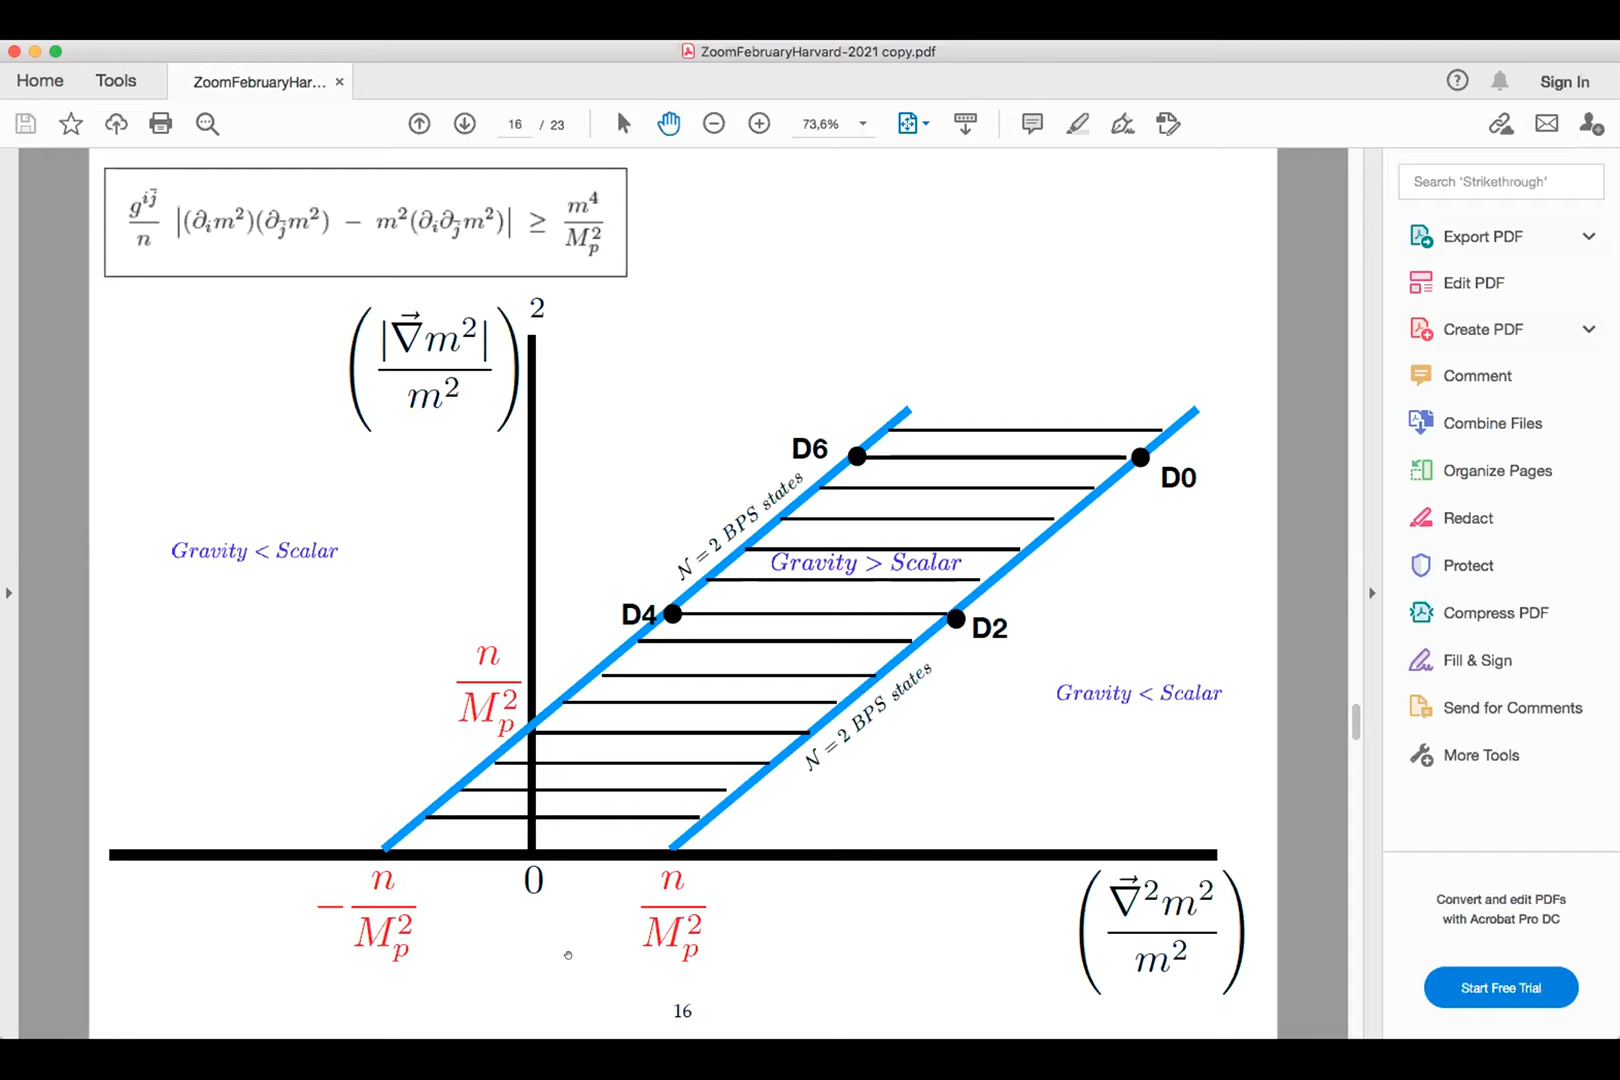 ZoomFebruaryHarvard-2021 copy.pdf
Home
Tools
ZoomFebruaryHar... ×
Sign In
16 / 23
73,6%
g^{ij̄}/n |(∂_i m²)(∂_j̄ m²) − m²(∂_i ∂_j̄ m²)| ≥ m⁴/M_p²
(|∇⃗m²|/m²)²
D6
D0
N = 2 BPS states
Gravity < Scalar
Gravity > Scalar
D4
D2
n/M_p²
N = 2 BPS states
Gravity < Scalar
−n/M_p²
0
n/M_p²
(∇⃗²m²/m²)
16
Search 'Strikethrough'
Export PDF
Edit PDF
Create PDF
Comment
Combine Files
Organize Pages
Redact
Protect
Compress PDF
Fill & Sign
Send for Comments
More Tools
Convert and edit PDFs
with Acrobat Pro DC
Start Free Trial